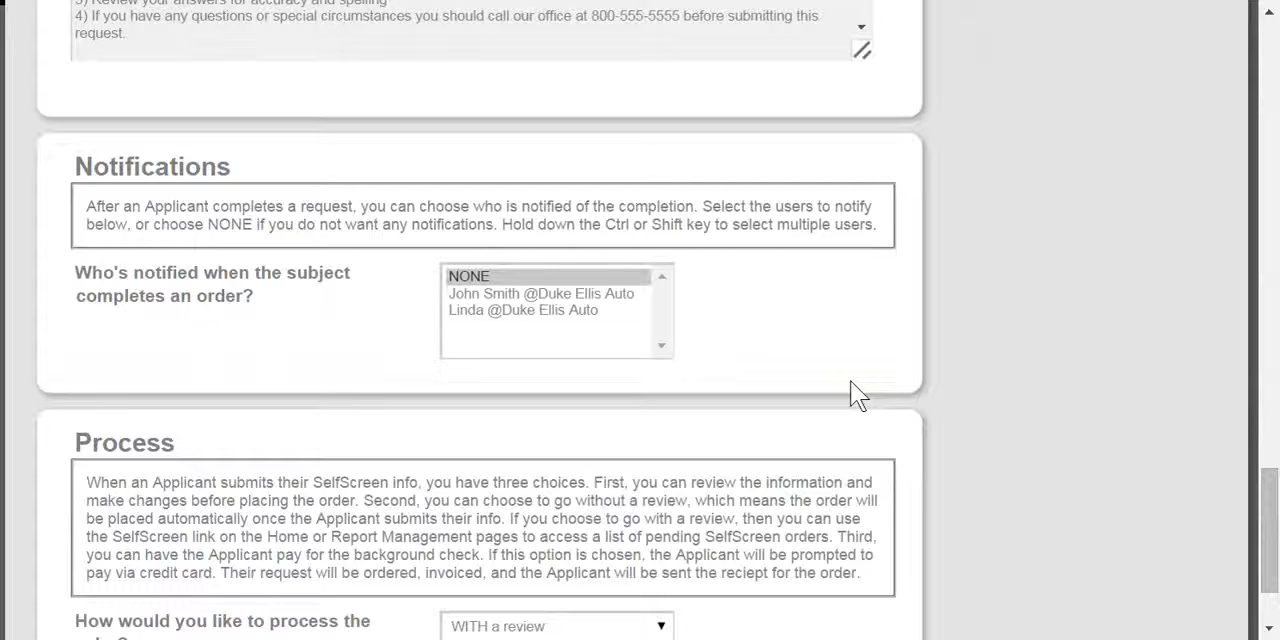 3) Review your answers for accuracy and spelling
4) If you have any questions or special circumstances you should call our office at 800-555-5555 before submitting this
request.
Notifications
After an Applicant completes a request, you can choose who is notified of the completion. Select the users to notify
below, or choose NONE if you do not want any notifications. Hold down the Ctrl or Shift key to select multiple users.
Who's notified when the subject
completes an order?
NONE
John Smith @Duke Ellis Auto
Linda @Duke Ellis Auto
Process
When an Applicant submits their SelfScreen info, you have three choices. First, you can review the information and
make changes before placing the order. Second, you can choose to go without a review, which means the order will
be placed automatically once the Applicant submits their info. If you choose to go with a review, then you can use
the SelfScreen link on the Home or Report Management pages to access a list of pending SelfScreen orders. Third,
you can have the Applicant pay for the background check. If this option is chosen, the Applicant will be prompted to
pay via credit card. Their request will be ordered, invoiced, and the Applicant will be sent the reciept for the order.
How would you like to process the
WITH a review